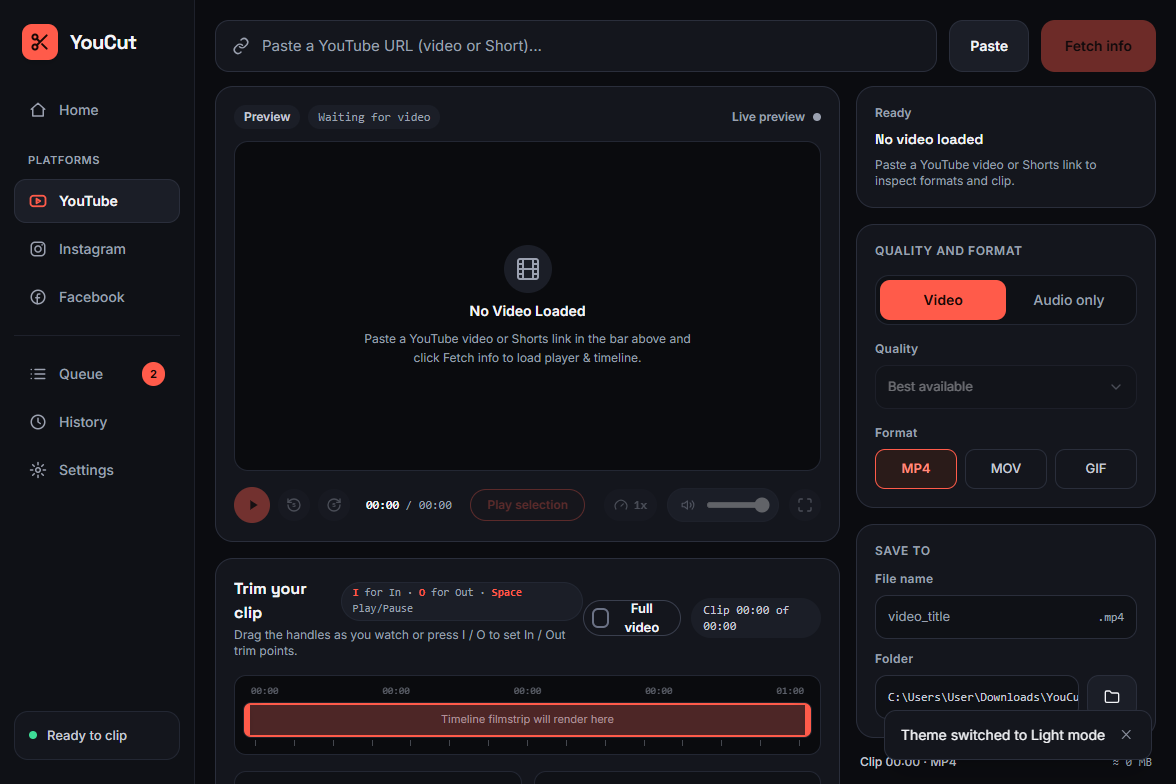 YouCut
Home
PLATFORMS
YouTube
Instagram
Facebook
Queue
2
History
Settings
Ready to clip
Paste a YouTube URL (video or Short)...
Paste
Fetch info
Preview
Waiting for video
Live preview
No Video Loaded
Paste a YouTube video or Shorts link in the bar above and
click Fetch info to load player & timeline.
00:00 / 00:00
Play selection
1x
Trim your
clip
I for In · O for Out · Space
Play/Pause
Drag the handles as you watch or press I / O to set In / Out
trim points.
Full
video
Clip 00:00 of
00:00
00:00
00:00
00:00
00:00
01:00
Timeline filmstrip will render here
Ready
No video loaded
Paste a YouTube video or Shorts link to
inspect formats and clip.
QUALITY AND FORMAT
Video
Audio only
Quality
Best available
Format
MP4
MOV
GIF
SAVE TO
File name
video_title
.mp4
Folder
C:\Users\User\Downloads\YouCu
Theme switched to Light mode
Clip 00:00 · MP4
≈ 0 MB